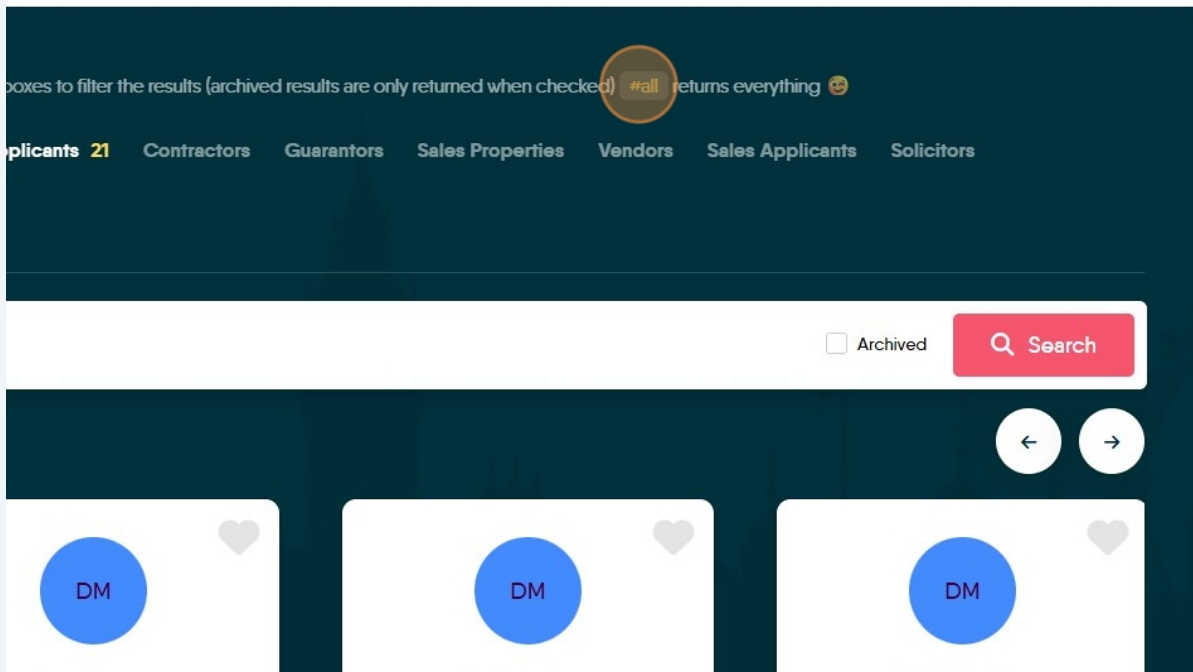 boxes to filter the results (archived results are only returned when checked) #all returns everything 😉
plicants 21 Contractors Guarantors Sales Properties Vendors Sales Applicants Solicitors
Archived Search
DM DM DM